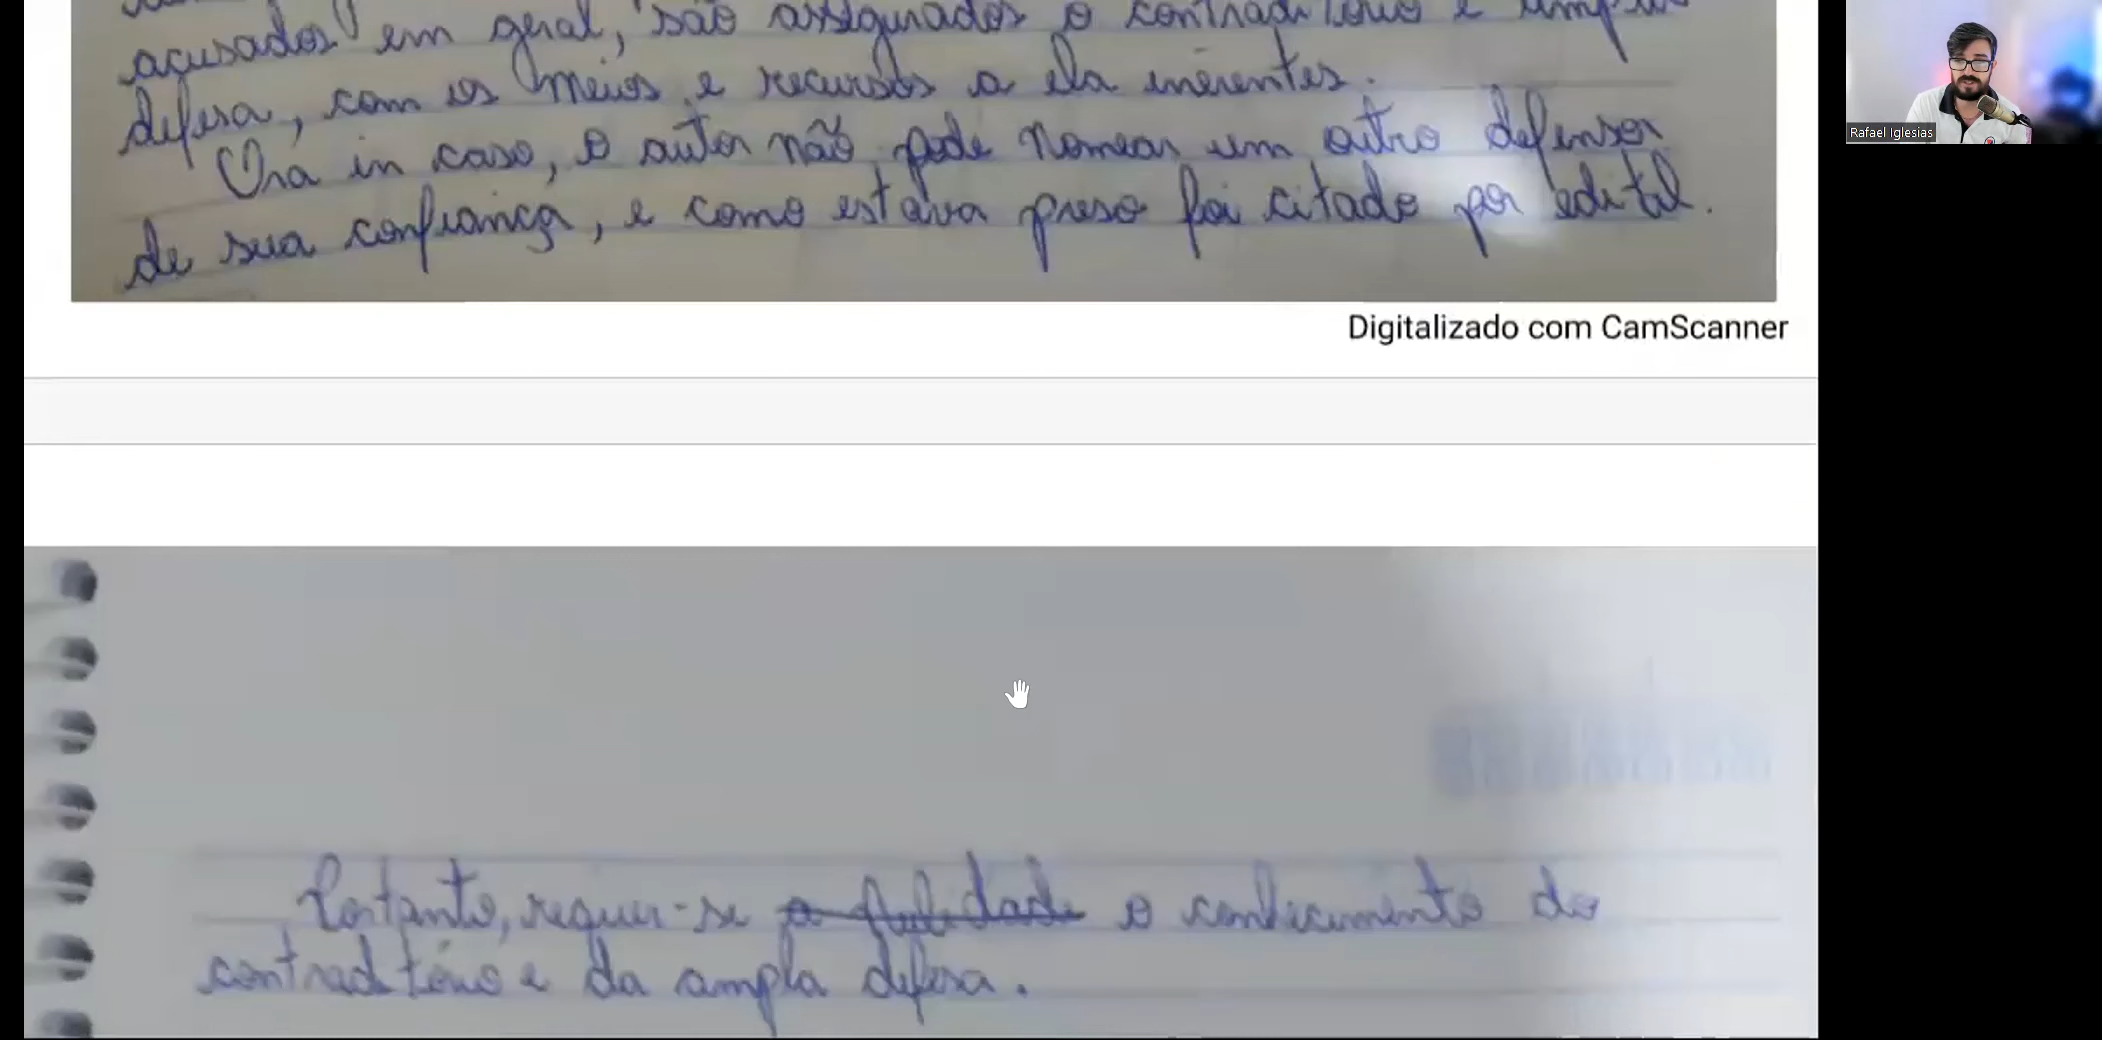 acusados em geral, são assegurados o contraditório e ampla
defesa, com os meios e recursos a ela inerentes.
Ora in caso, o autor não pode nomear um outro defensor
de sua confiança, e como estava preso foi citado por edital.
Digitalizado com CamScanner
Rafael Iglesias
Portanto, requer-se o conhecimento do
contraditório e da ampla defesa.